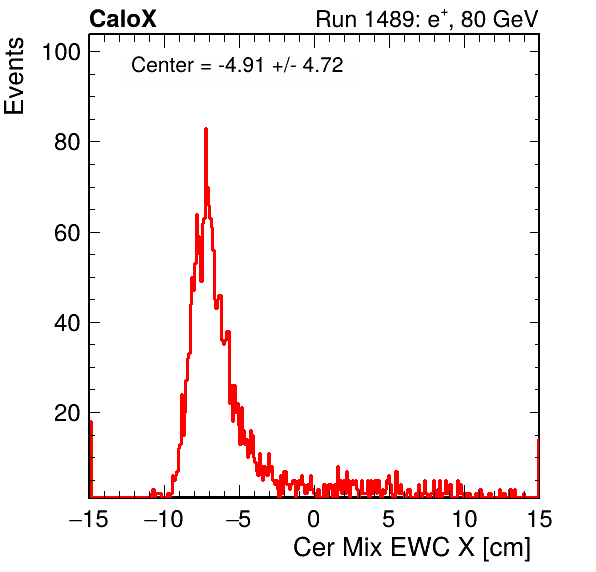 CaloX Run 1489: e+, 80 GeV
Center = -4.91 +/- 4.72
Events
100
80
60
40
20
−15 −10 −5 0 5 10 15
Cer Mix EWC X [cm]